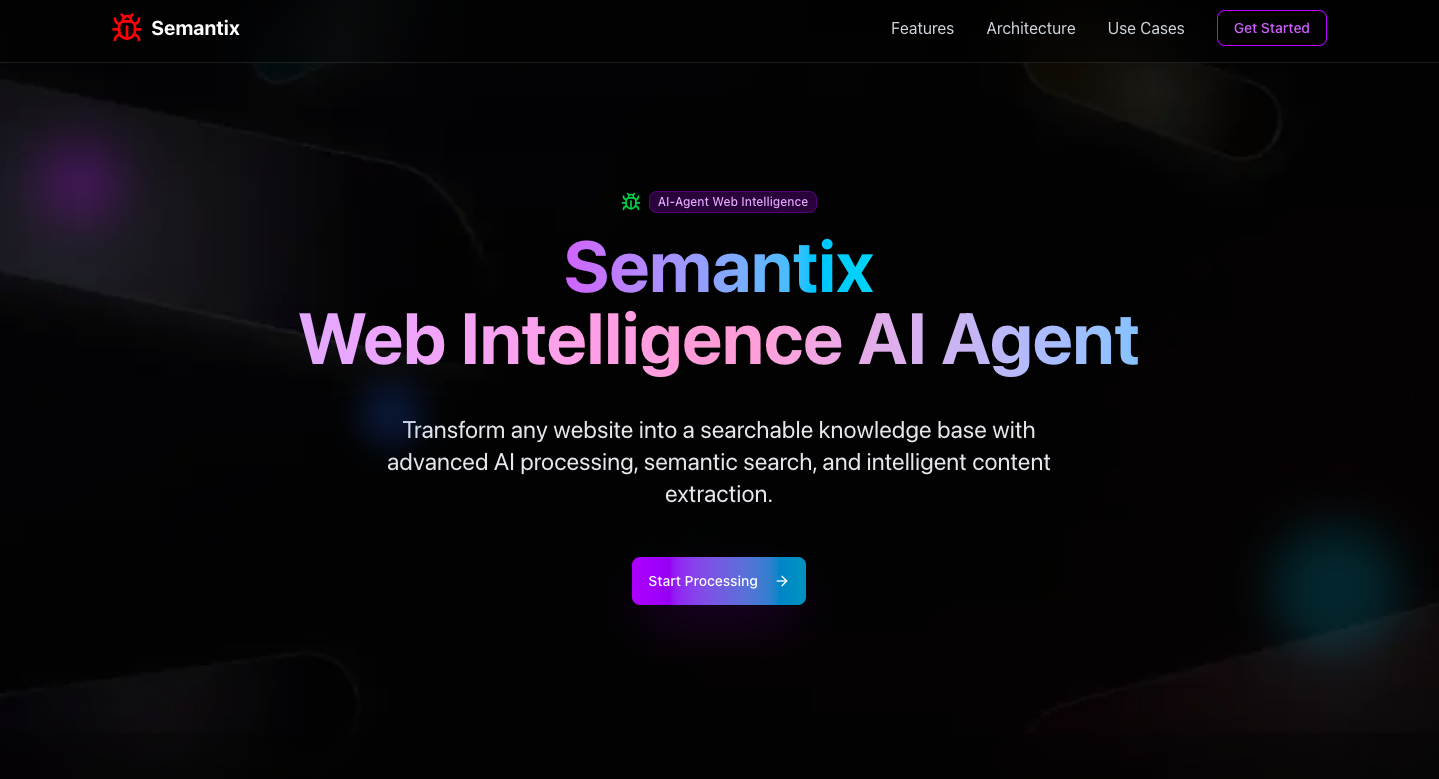 Semantix
Features
Architecture
Use Cases
Get Started
AI-Agent Web Intelligence
Semantix
Web Intelligence AI Agent
Transform any website into a searchable knowledge base with
advanced AI processing, semantic search, and intelligent content
extraction.
Start Processing